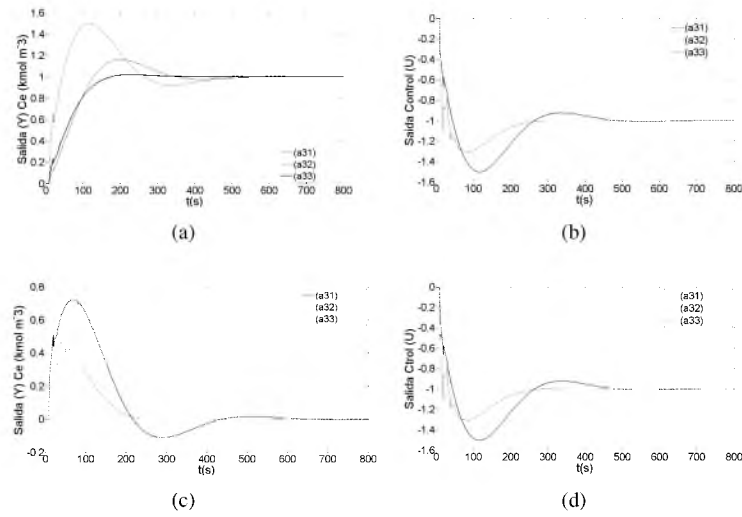 1.6
1.4
1.2
1
0.8
0.6
0.4
0.2
0
Salida (Y) Ce (kmol m^3)
(a31)
(a32)
(a33)
0 100 200 300 400 500 600 700 800
t(s)
(a)
0
-0.2
-0.4
-0.6
-0.8
-1
-1.2
-1.4
-1.6
Saida Control (U)
(a31)
(a32)
(a33)
0 100 200 300 400 500 600 700 800
t(s)
(b)
0.8
0.6
0.4
0.2
0
-0.2
Salida (Y) Ce (kmol m^3)
(a31)
(a32)
(a33)
0 100 200 300 400 500 600 700 800
t(s)
(c)
0
-0.2
-0.4
-0.6
-0.8
-1
-1.2
-1.4
-1.6
Salida Ctrol (U)
(a31)
(a32)
(a33)
0 100 200 300 400 500 600 700 800
t(s)
(d)